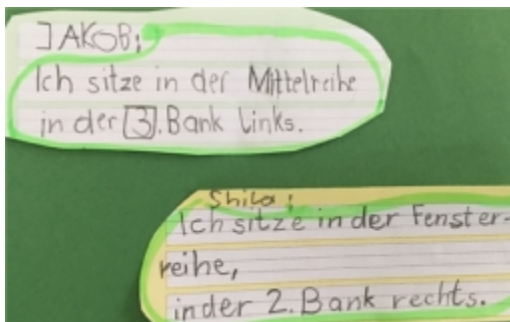 JAKOB:
Ich sitze in der Mittelreihe
in der 3. Bank links.
Shila:
Ich sitze in der Fenster-
reihe,
in der 2. Bank rechts.